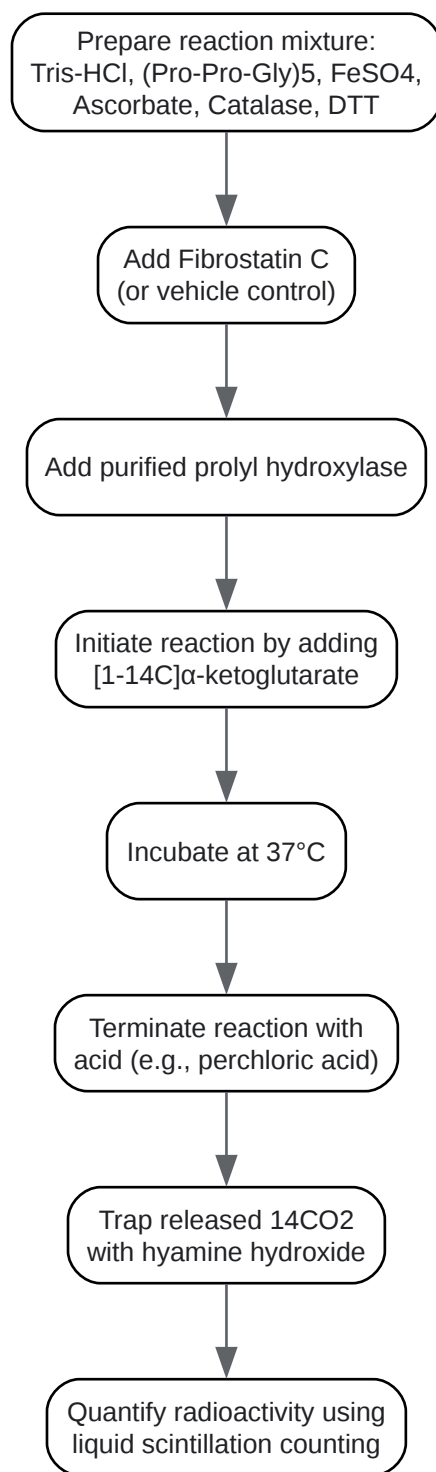 Prepare reaction mixture:
Tris-HCl, (Pro-Pro-Gly)5, FeSO4,
Ascorbate, Catalase, DTT
Add Fibrostatin C
(or vehicle control)
Add purified prolyl hydroxylase
Initiate reaction by adding
[1-14C]α-ketoglutarate
Incubate at 37°C
Terminate reaction with
acid (e.g., perchloric acid)
Trap released 14CO2
with hyamine hydroxide
Quantify radioactivity using
liquid scintillation counting